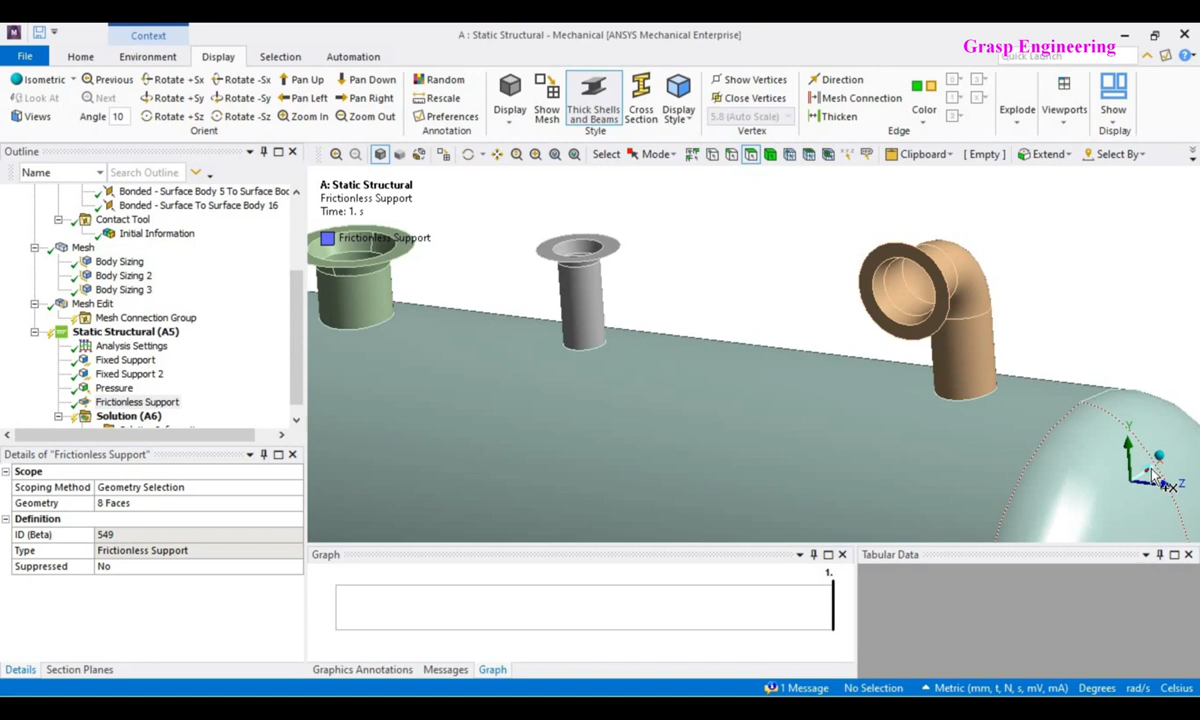 Context
A : Static Structural - Mechanical [ANSYS Mechanical Enterprise]
Grasp Engineering
File Home Environment Display Selection Automation Quick Launch
Isometric Previous Rotate +Sx Rotate -Sx Pan Up Pan Down Random Show Vertices Direction
Look At Next Rotate +Sy Rotate -Sy Pan Left Pan Right Rescale Close Vertices Mesh Connection
Views Angle 10 Rotate +Sz Rotate -Sz Zoom In Zoom Out Preferences 5.8 (Auto Scale) Thicken
Display Show Mesh Thick Shells and Beams Cross Section Display Style Color Explode Viewports Show
Orient Annotation Style Vertex Edge Display
Outline
Name Search Outline
Select Mode Clipboard [ Empty ] Extend Select By
Bonded - Surface Body 5 To Surface Boc
Bonded - Surface To Surface Body 16
Contact Tool
Initial Information
Mesh
Body Sizing
Body Sizing 2
Body Sizing 3
Mesh Edit
Mesh Connection Group
Static Structural (A5)
Analysis Settings
Fixed Support
Fixed Support 2
Pressure
Frictionless Support
Solution (A6)
A: Static Structural
Frictionless Support
Time: 1. s
Frictionless Support
Y
Z
X
Details of "Frictionless Support"
Scope
Scoping Method Geometry Selection
Geometry 8 Faces
Definition
ID (Beta) 549
Type Frictionless Support
Suppressed No
Details Section Planes
Graph
1.
Graphics Annotations Messages Graph
Tabular Data
1 Message No Selection Metric (mm, t, N, s, mV, mA) Degrees rad/s Celsius